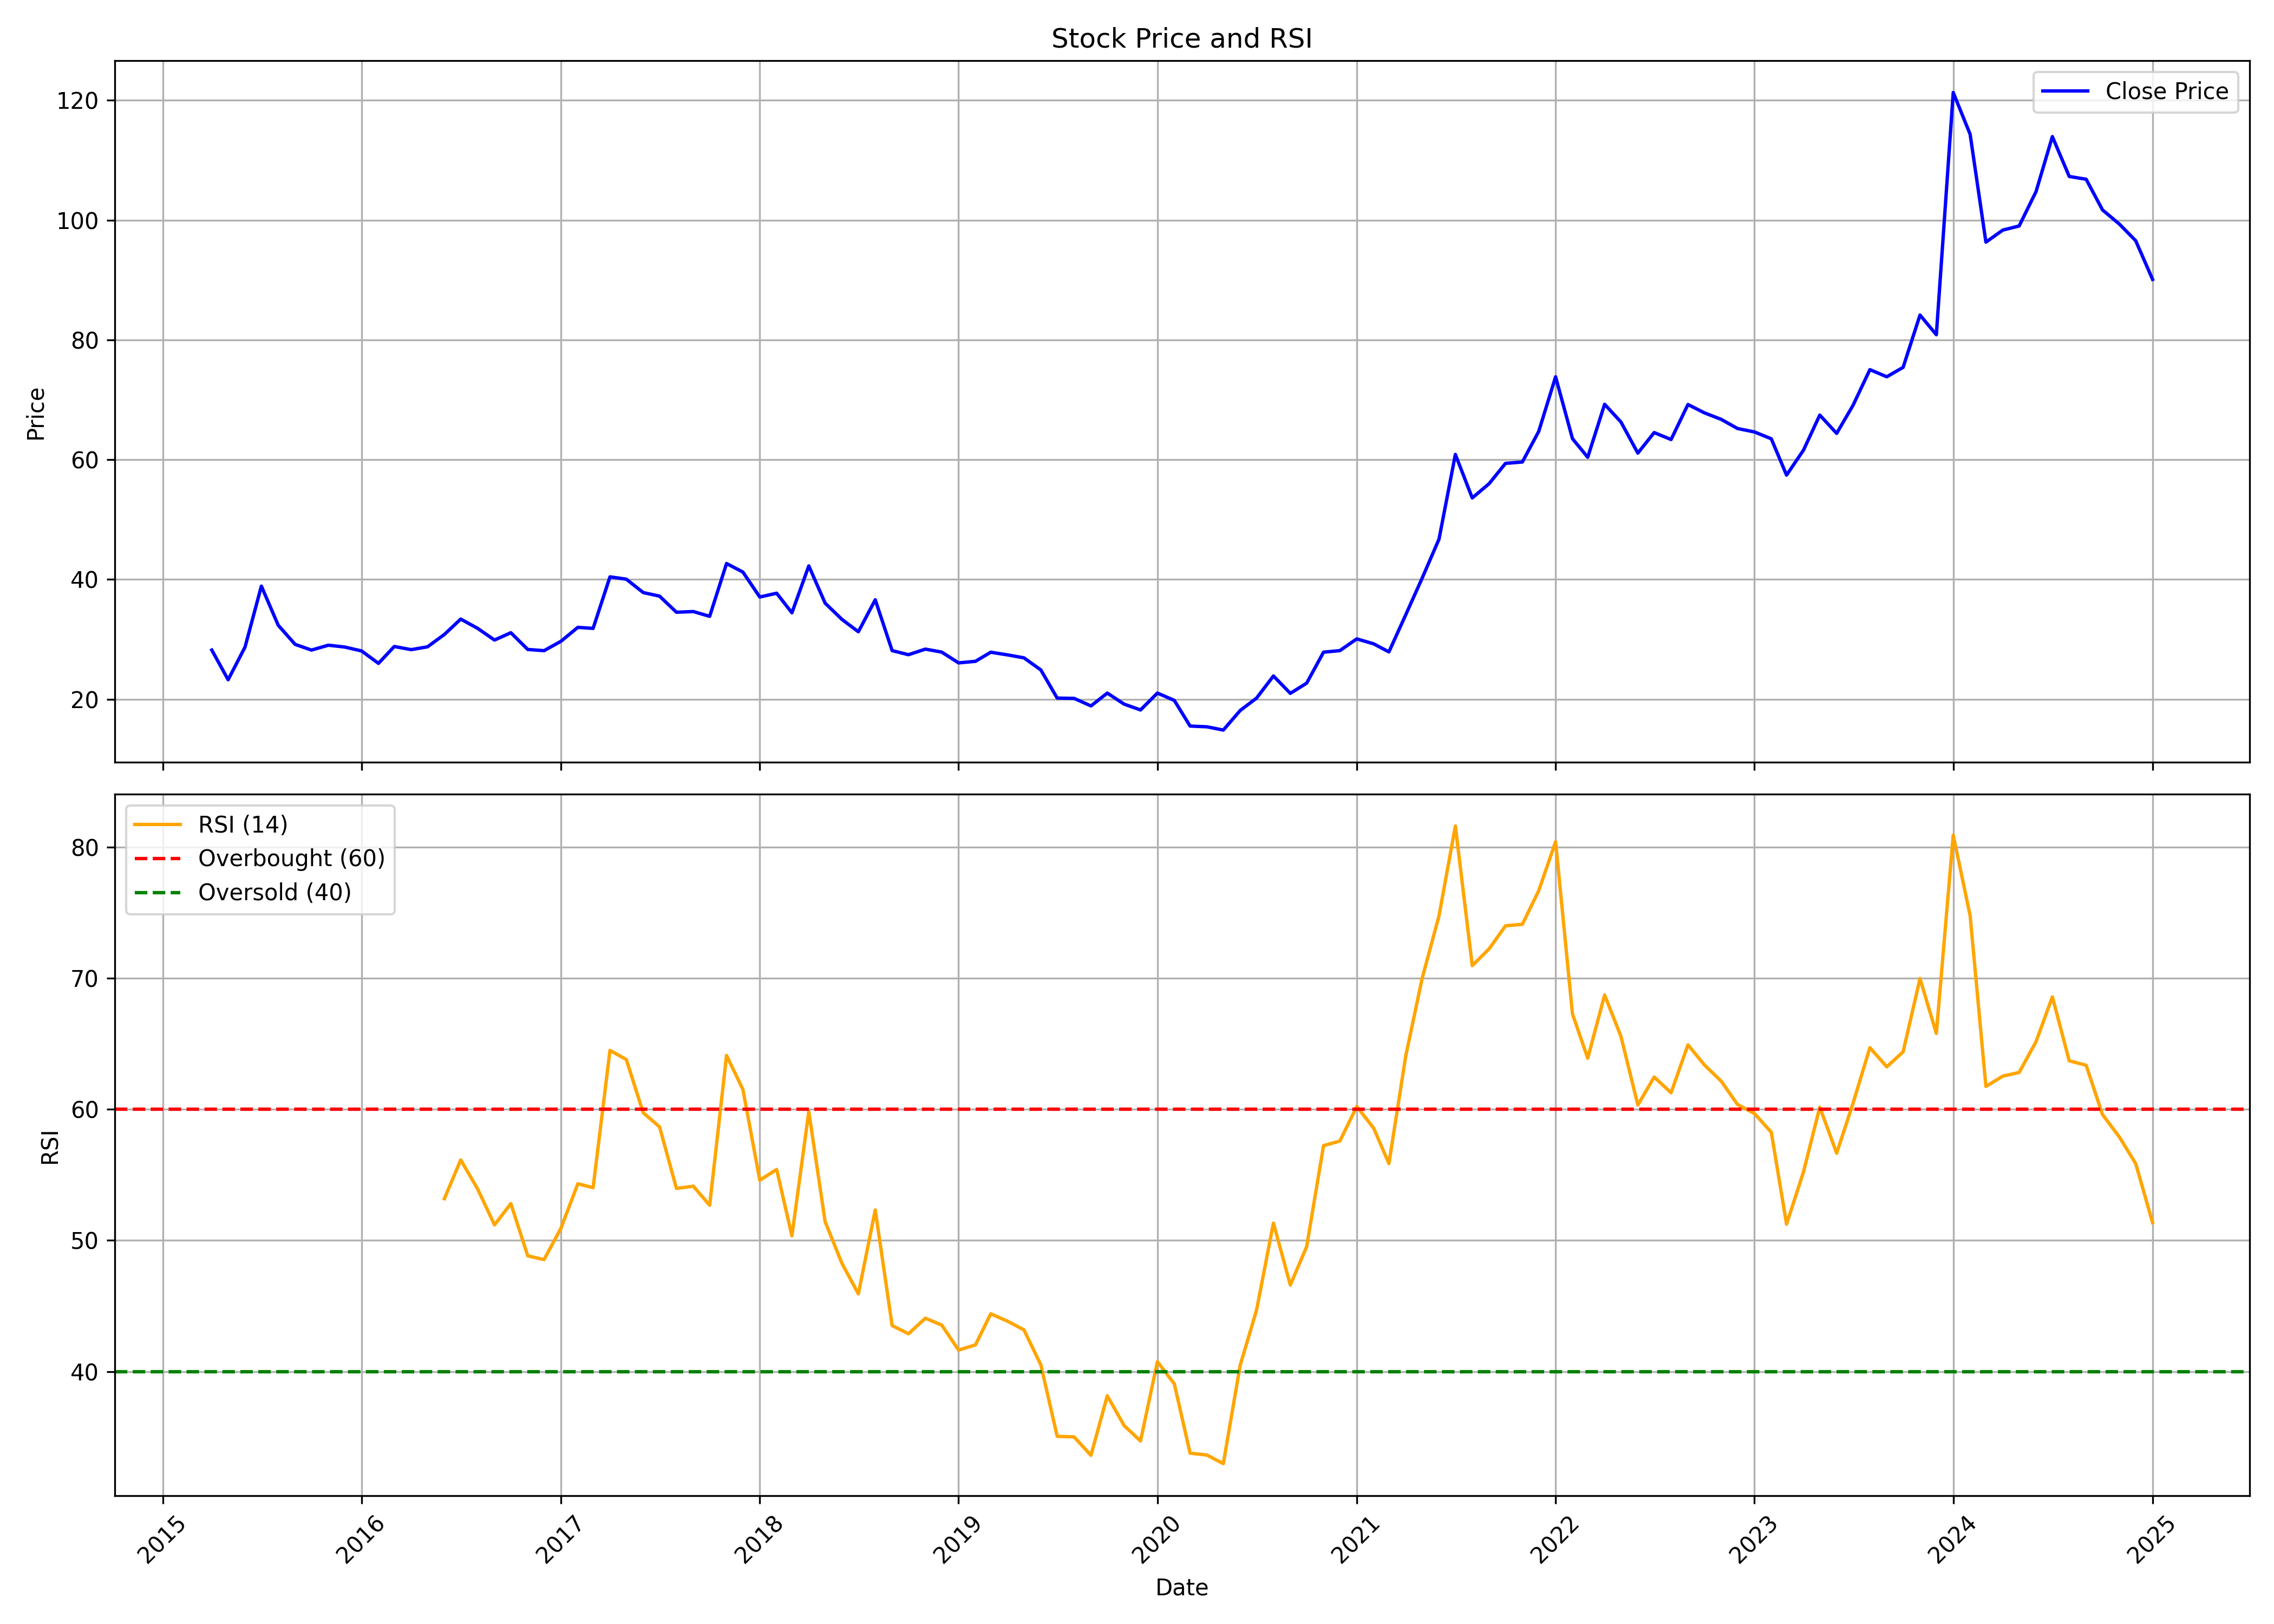 Stock Price and RSI
Close Price
120
100
80
60
40
20
Price
RSI (14)
Overbought (60)
Oversold (40)
80
70
60
50
40
RSI
2015
2016
2017
2018
2019
2020
2021
2022
2023
2024
2025
Date